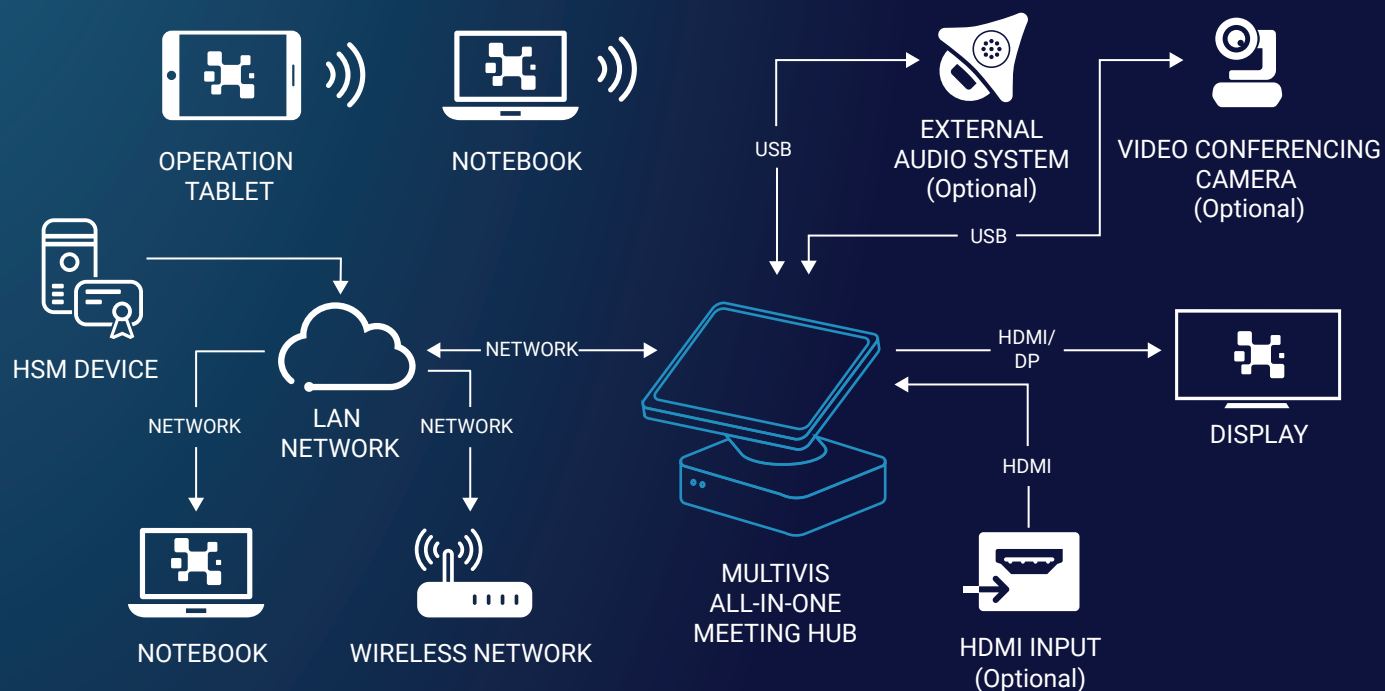 OPERATION
TABLET
NOTEBOOK
USB
EXTERNAL
AUDIO SYSTEM
(Optional)
VIDEO CONFERENCING
CAMERA
(Optional)
USB
HSM DEVICE
LAN
NETWORK
NETWORK
NETWORK
NETWORK
HDMI/
DP
DISPLAY
HDMI
NOTEBOOK
WIRELESS NETWORK
MULTIVIS
ALL-IN-ONE
MEETING HUB
HDMI INPUT
(Optional)